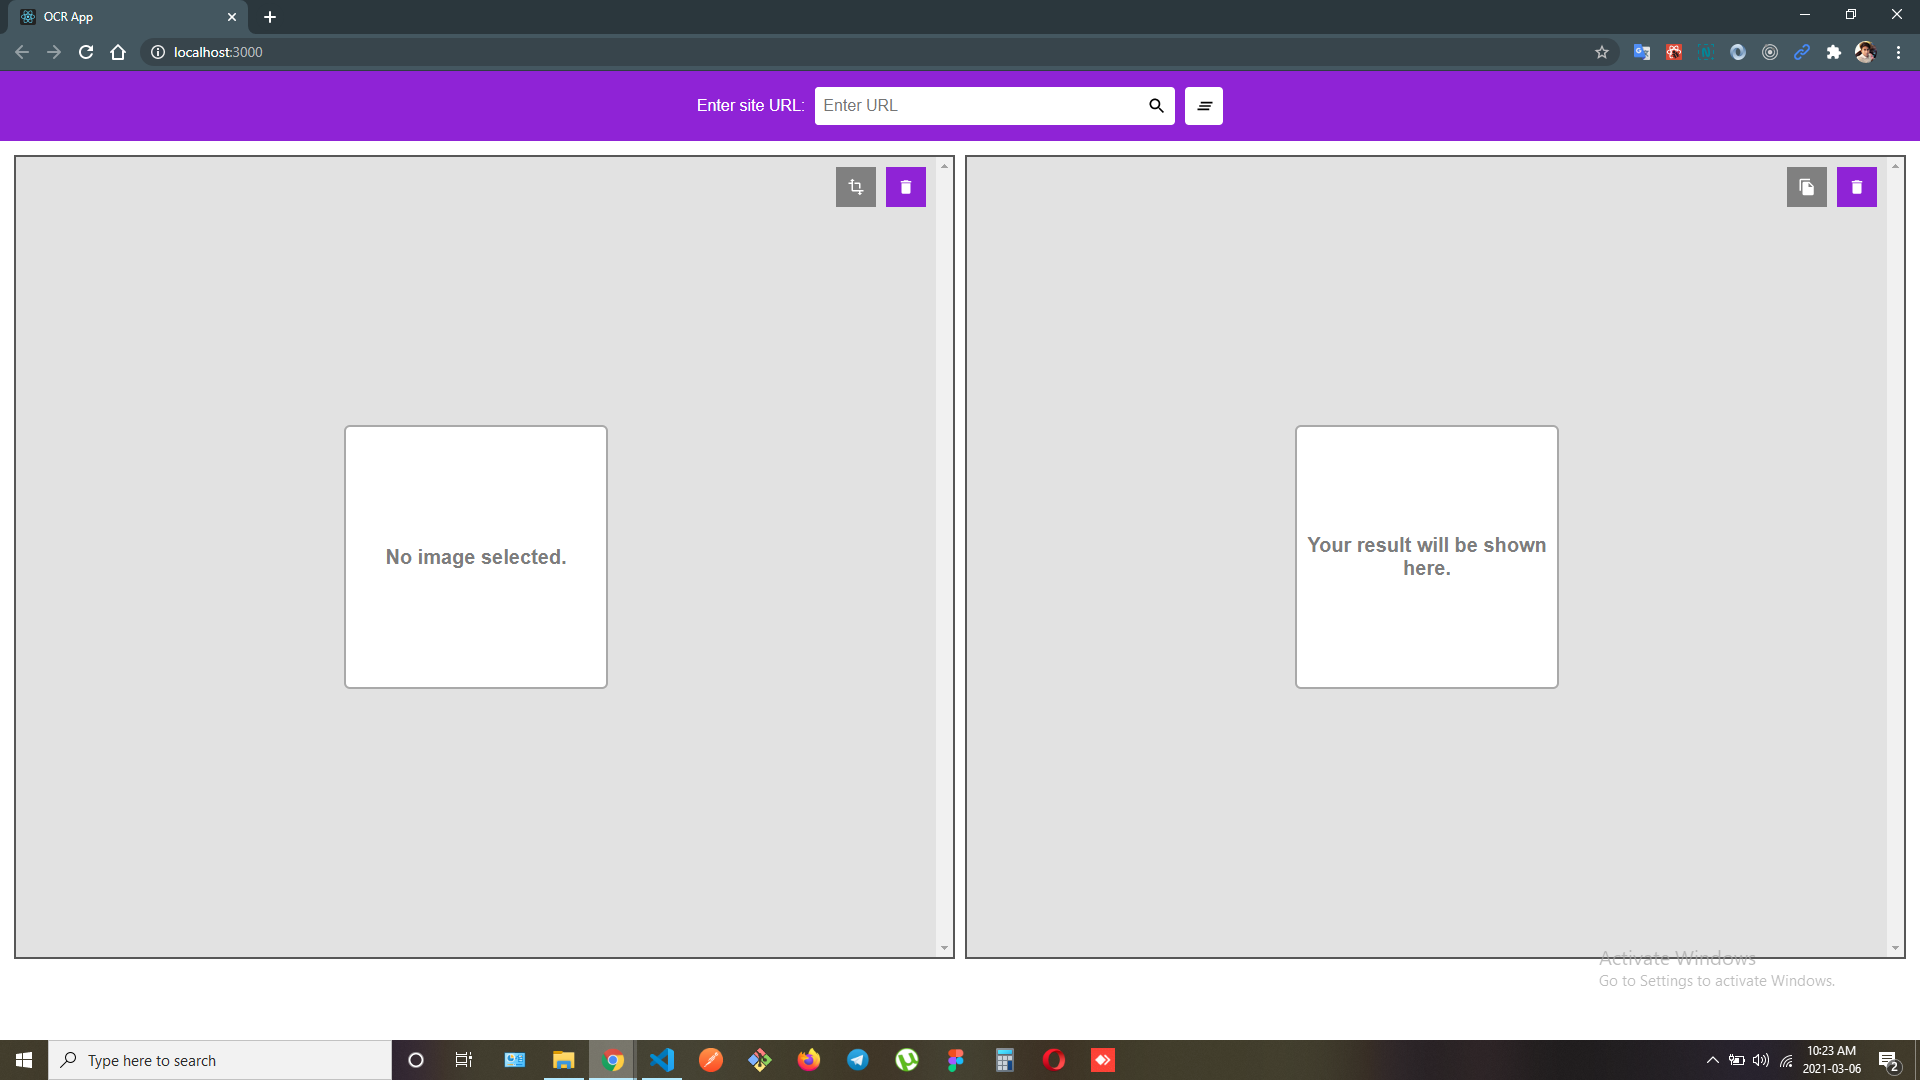 OCR App
localhost:3000
Enter site URL:
Enter URL
No image selected.
Your result will be shown
here.
Activate Windows
Go to Settings to activate Windows.
Type here to search
10:23 AM
2021-03-06
2